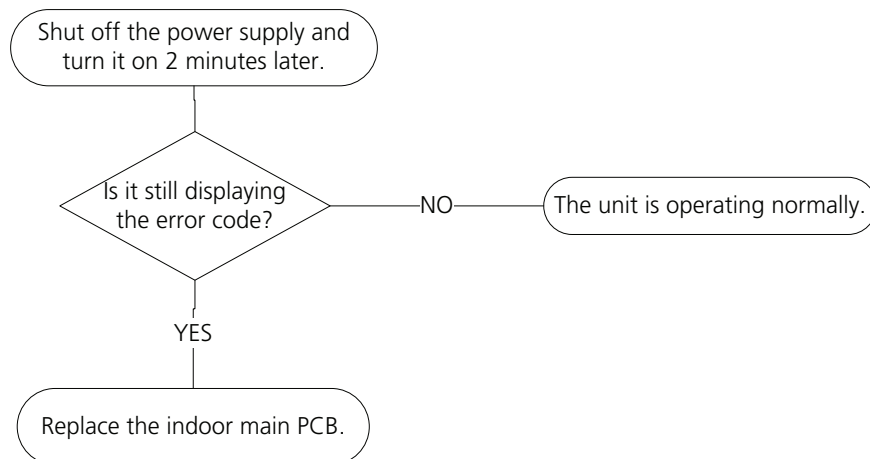 Shut off the power supply and
turn it on 2 minutes later.
Is it still displaying
the error code?
NO
The unit is operating normally.
YES
Replace the indoor main PCB.